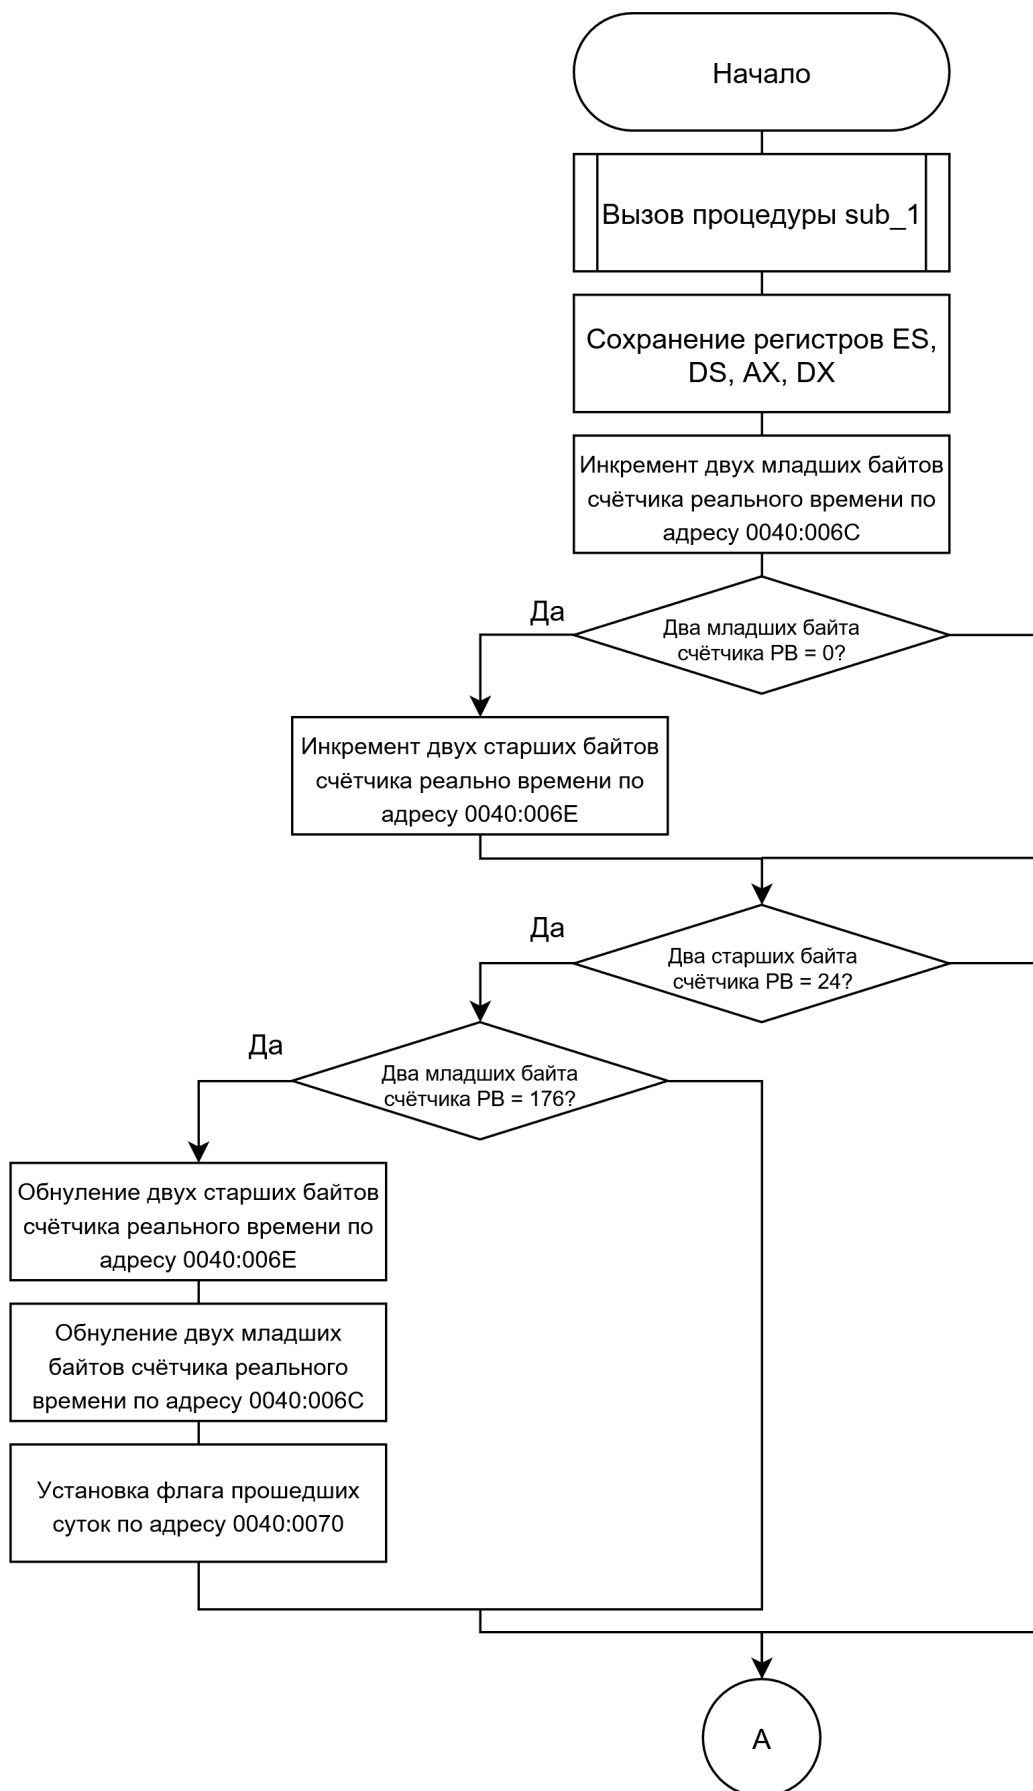 Начало
Вызов процедуры sub_1
Сохранение регистров ES,
DS, AX, DX
Инкремент двух младших байтов
счётчика реального времени по
адресу 0040:006C
Да
Два младших байта
счётчика РВ = 0?
Инкремент двух старших байтов
счётчика реально времени по
адресу 0040:006E
Да
Два старших байта
счётчика РВ = 24?
Да
Два младших байта
счётчика РВ = 176?
Обнуление двух старших байтов
счётчика реального времени по
адресу 0040:006E
Обнуление двух младших
байтов счётчика реального
времени по адресу 0040:006C
Установка флага прошедших
суток по адресу 0040:0070
А